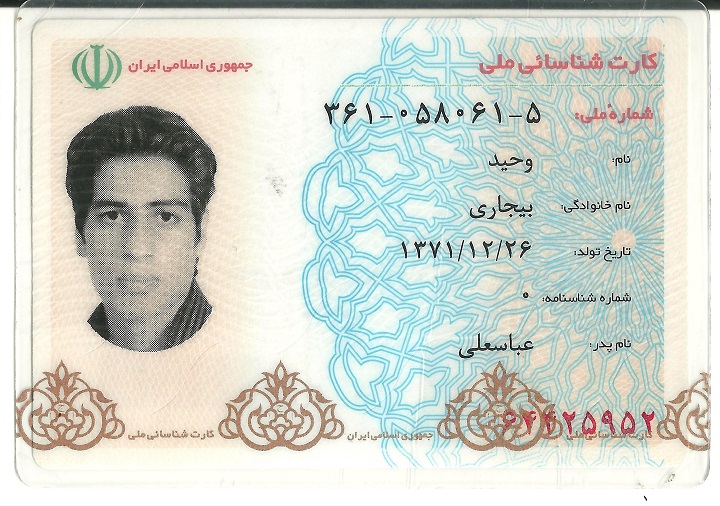 کارت شناسائی ملی
جمهوری اسلامی ایران
شماره ملی: ۳۶۱-۰۵۸۰۶۱-۵
نام: وحید
نام خانوادگی: بیجاری
تاریخ تولد: ۱۳۷۱/۱۲/۲۶
شماره شناسنامه: ۰
نام پدر: عباسعلی
کارت شناسائی ملی جمهوری اسلامی ایران کارت شناسائی ملی